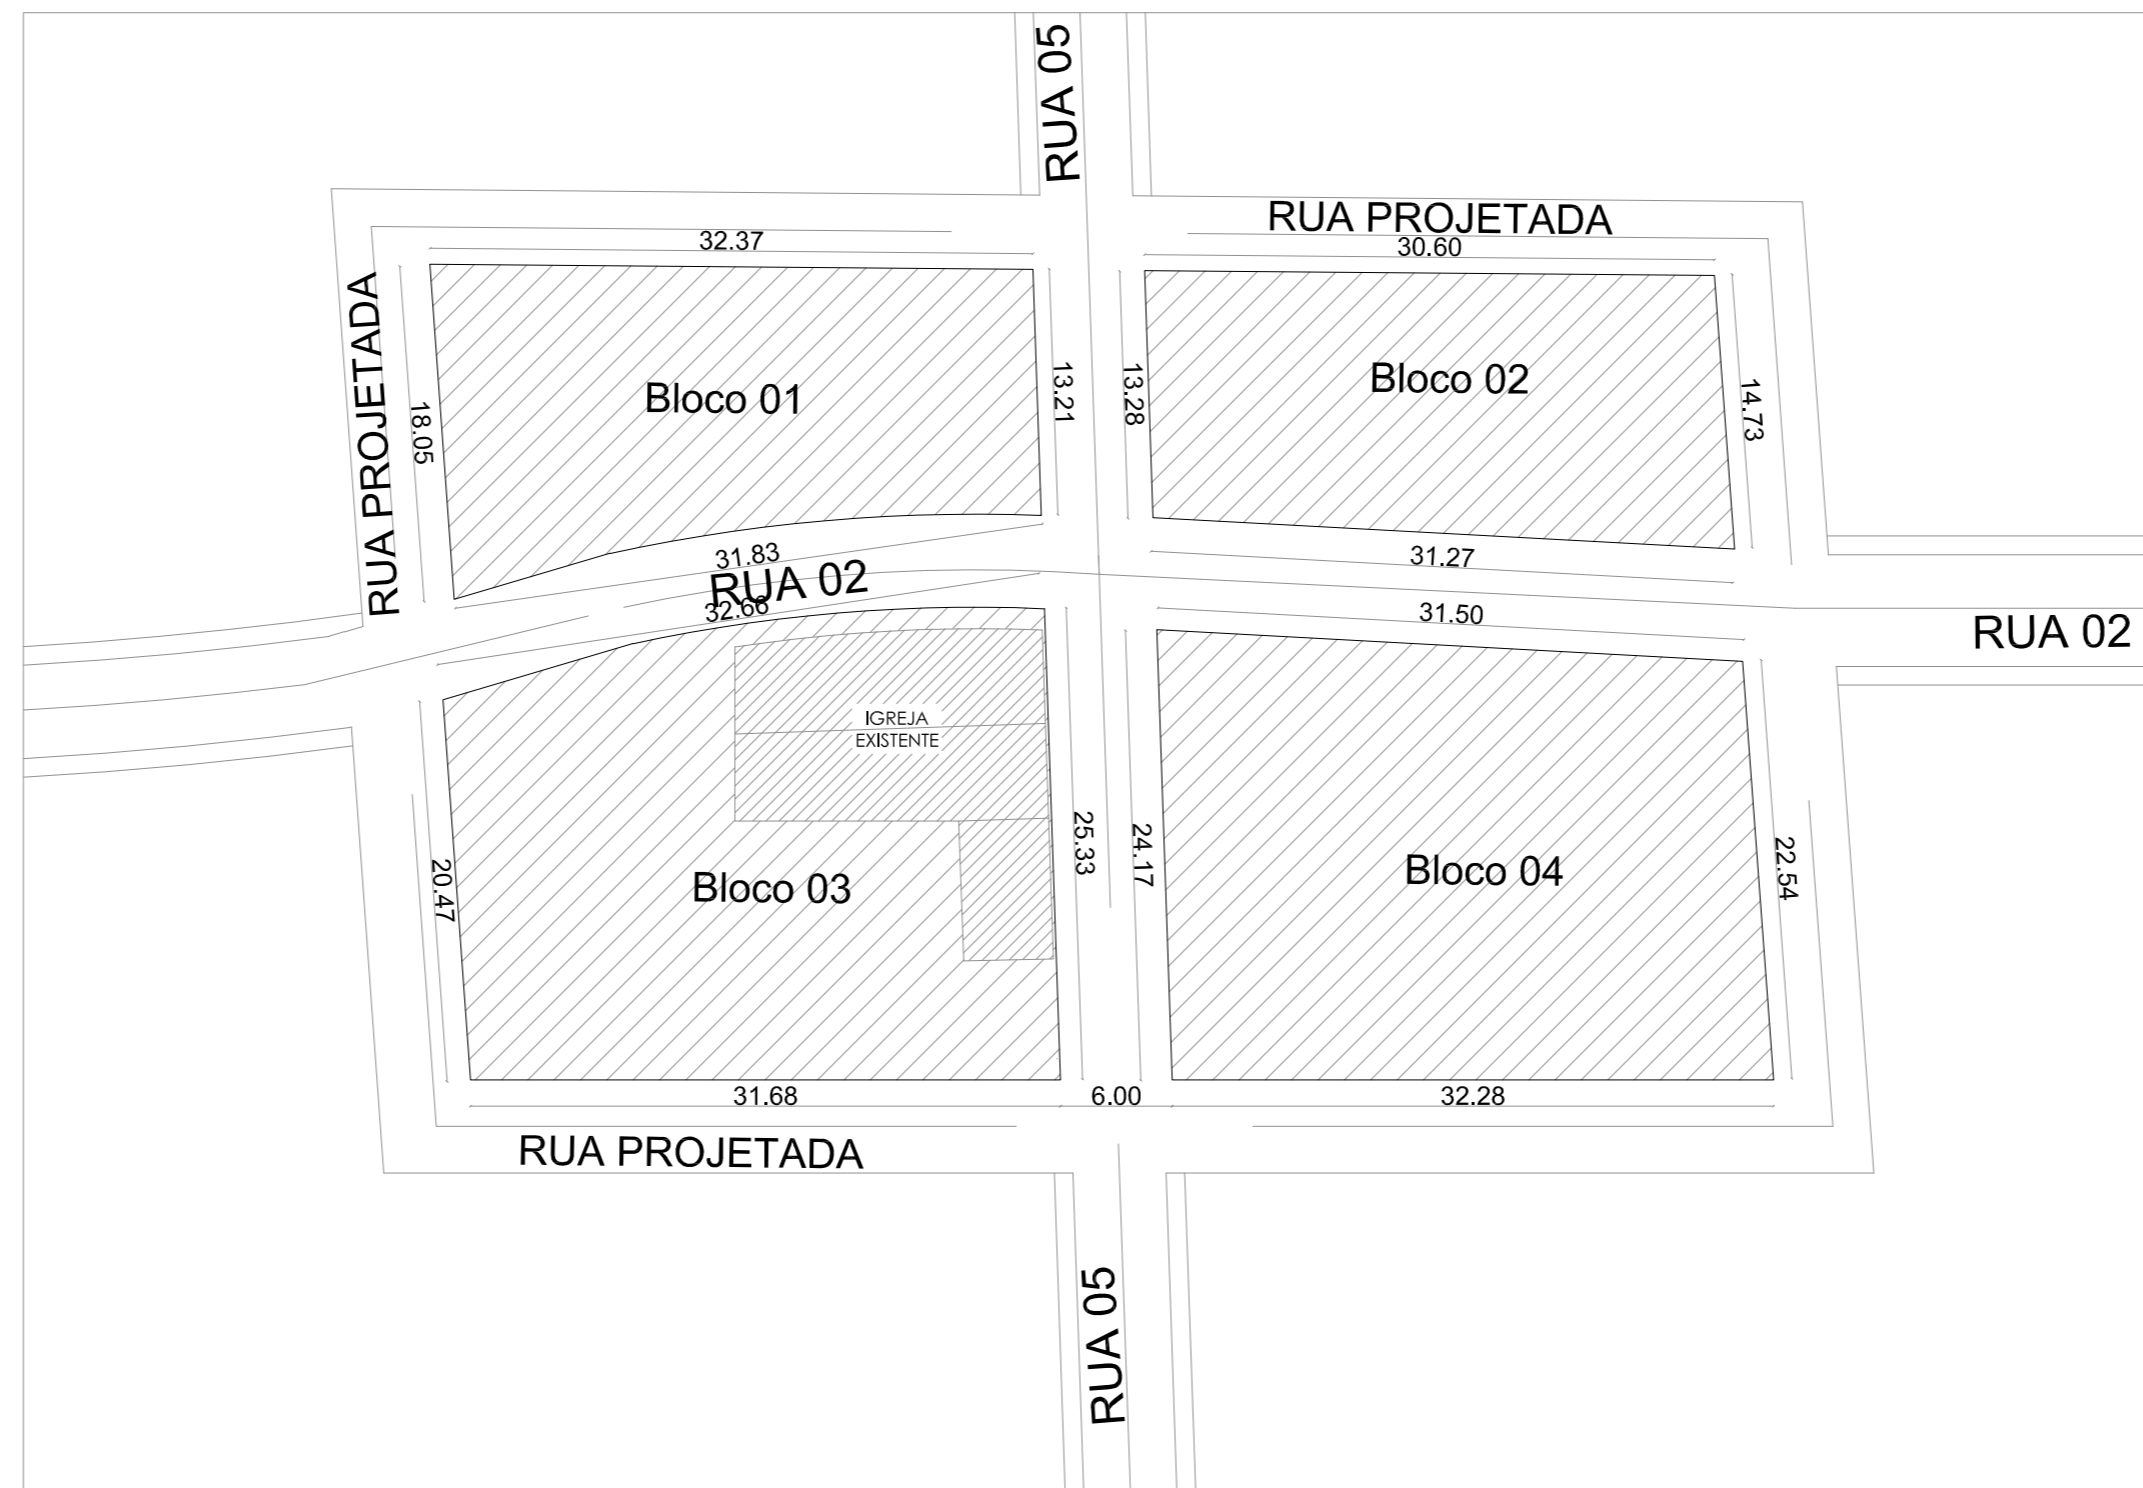 RUA 05
RUA PROJETADA
32.37
30.60
RUA PROJETADA
Bloco 01
Bloco 02
18.05
13.21
13.28
14.73
31.83
RUA 02
32.66
31.27
31.50
RUA 02
IGREJA
EXISTENTE
Bloco 03
Bloco 04
20.47
25.33
24.17
22.54
31.68
6.00
32.28
RUA PROJETADA
RUA 05